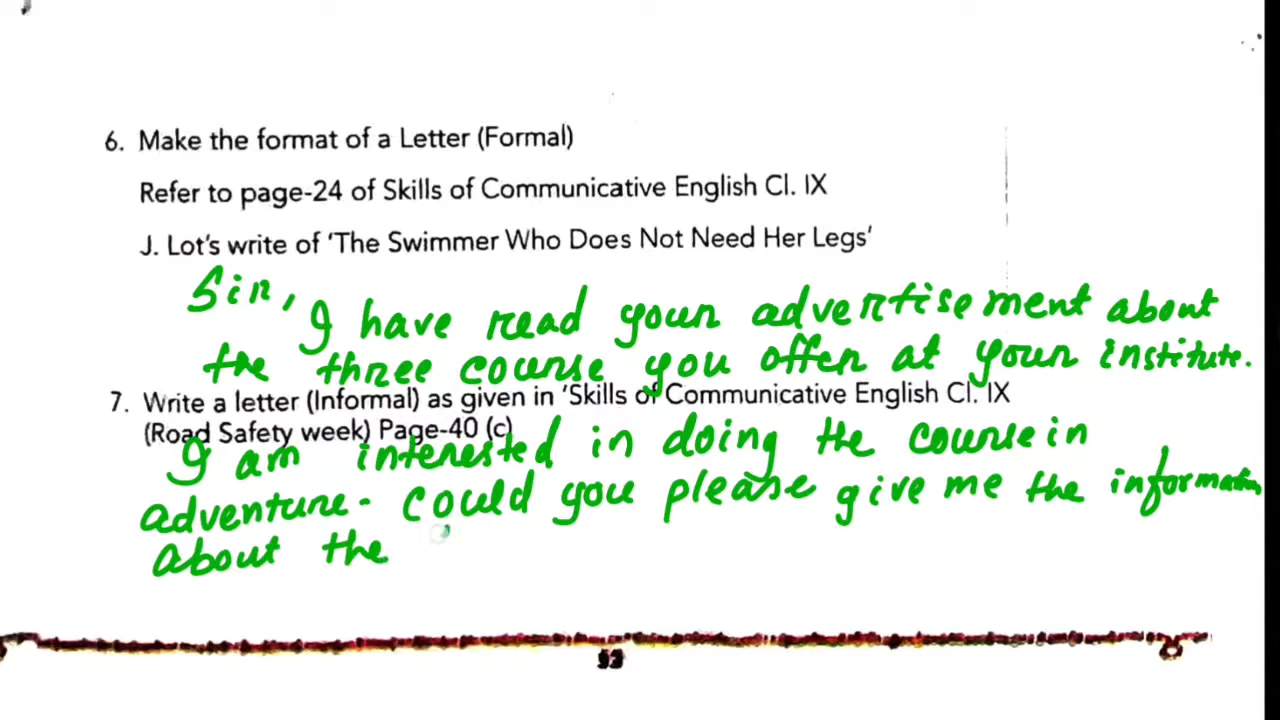 6. Make the format of a Letter (Formal)
Refer to page-24 of Skills of Communicative English Cl. IX
J. Lot's write of 'The Swimmer Who Does Not Need Her Legs'
Sir,
I have read your advertisement about
the three course you offer at your institute.
7. Write a letter (Informal) as given in 'Skills of Communicative English Cl. IX
(Road Safety week) Page-40 (c)
I am interested in doing the course in
adventure. could you please give me the information
about the